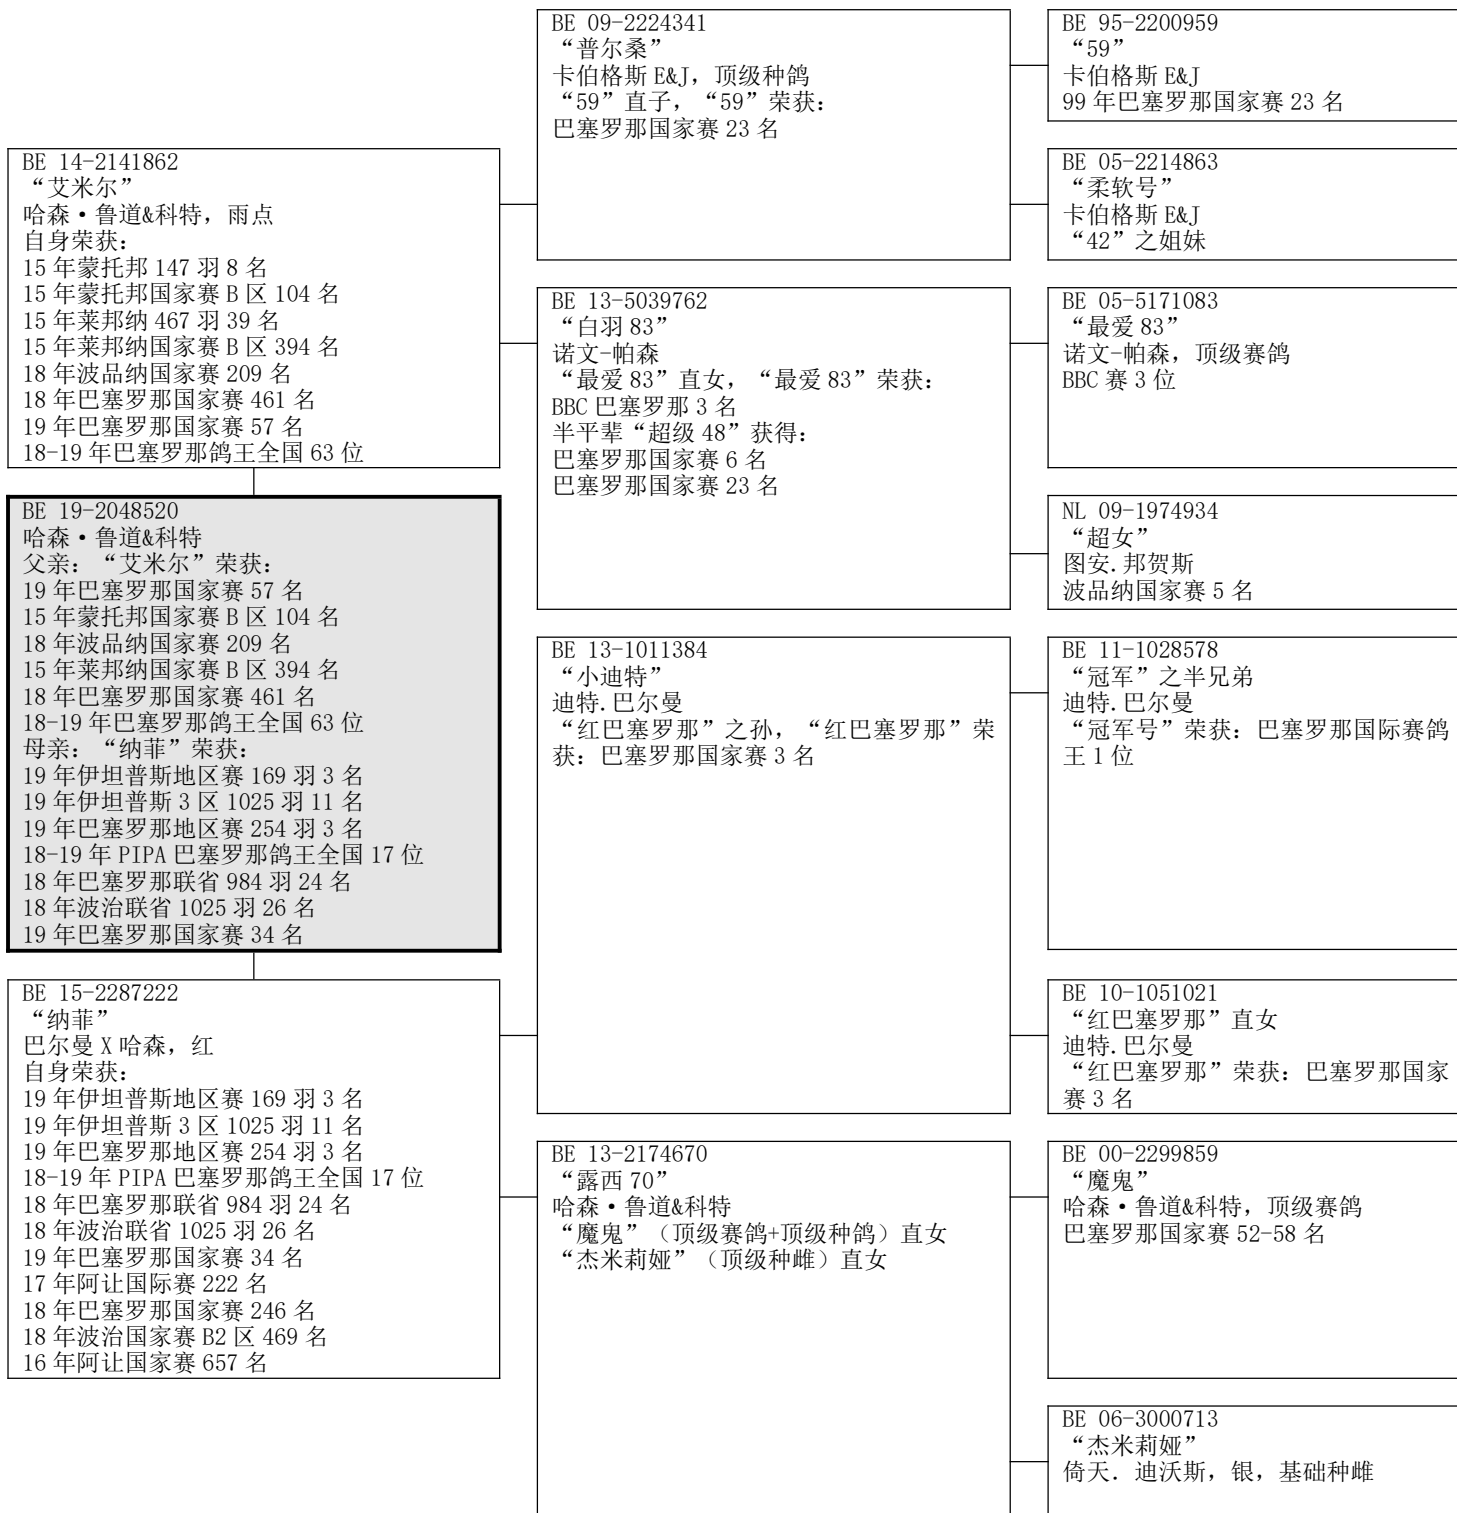 BE 14-2141862
“艾米尔”
哈森·鲁道&科特，雨点
自身荣获：
15 年蒙托邦 147 羽 8 名
15 年蒙托邦国家赛 B 区 104 名
15 年莱邦纳 467 羽 39 名
15 年莱邦纳国家赛 B 区 394 名
18 年波品纳国家赛 209 名
18 年巴塞罗那国家赛 461 名
19 年巴塞罗那国家赛 57 名
18-19 年巴塞罗那鸽王全国 63 位
BE 19-2048520
哈森·鲁道&科特
父亲：“艾米尔”荣获：
19 年巴塞罗那国家赛 57 名
15 年蒙托邦国家赛 B 区 104 名
18 年波品纳国家赛 209 名
15 年莱邦纳国家赛 B 区 394 名
18 年巴塞罗那国家赛 461 名
18-19 年巴塞罗那鸽王全国 63 位
母亲：“纳菲”荣获：
19 年伊坦普斯地区赛 169 羽 3 名
19 年伊坦普斯 3 区 1025 羽 11 名
19 年巴塞罗那地区赛 254 羽 3 名
18-19 年 PIPA 巴塞罗那鸽王全国 17 位
18 年巴塞罗那联省 984 羽 24 名
18 年波治联省 1025 羽 26 名
19 年巴塞罗那国家赛 34 名
BE 15-2287222
“纳菲”
巴尔曼 X 哈森，红
自身荣获：
19 年伊坦普斯地区赛 169 羽 3 名
19 年伊坦普斯 3 区 1025 羽 11 名
19 年巴塞罗那地区赛 254 羽 3 名
18-19 年 PIPA 巴塞罗那鸽王全国 17 位
18 年巴塞罗那联省 984 羽 24 名
18 年波治联省 1025 羽 26 名
19 年巴塞罗那国家赛 34 名
17 年阿让国际赛 222 名
18 年巴塞罗那国家赛 246 名
18 年波治国家赛 B2 区 469 名
16 年阿让国家赛 657 名
BE 09-2224341
“普尔桑”
卡伯格斯 E&J，顶级种鸽
“59”直子，“59”荣获：
巴塞罗那国家赛 23 名
BE 13-5039762
“白羽 83”
诺文-帕森
“最爱 83”直女，“最爱 83”荣获：
BBC 巴塞罗那 3 名
半平辈“超级 48”获得：
巴塞罗那国家赛 6 名
巴塞罗那国家赛 23 名
BE 13-1011384
“小迪特”
迪特.巴尔曼
“红巴塞罗那”之孙，“红巴塞罗那”荣
获：巴塞罗那国家赛 3 名
BE 13-2174670
“露西 70”
哈森·鲁道&科特
“魔鬼”（顶级赛鸽+顶级种鸽）直女
“杰米莉娅”（顶级种雌）直女
BE 95-2200959
“59”
卡伯格斯 E&J
99 年巴塞罗那国家赛 23 名
BE 05-2214863
“柔软号”
卡伯格斯 E&J
“42”之姐妹
BE 05-5171083
“最爱 83”
诺文-帕森，顶级赛鸽
BBC 赛 3 位
NL 09-1974934
“超女”
图安.邦贺斯
波品纳国家赛 5 名
BE 11-1028578
“冠军”之半兄弟
迪特.巴尔曼
“冠军号”荣获：巴塞罗那国际赛鸽
王 1 位
BE 10-1051021
“红巴塞罗那”直女
迪特.巴尔曼
“红巴塞罗那”荣获：巴塞罗那国家
赛 3 名
BE 00-2299859
“魔鬼”
哈森·鲁道&科特，顶级赛鸽
巴塞罗那国家赛 52-58 名
BE 06-3000713
“杰米莉娅”
倚天．迪沃斯，银，基础种雌